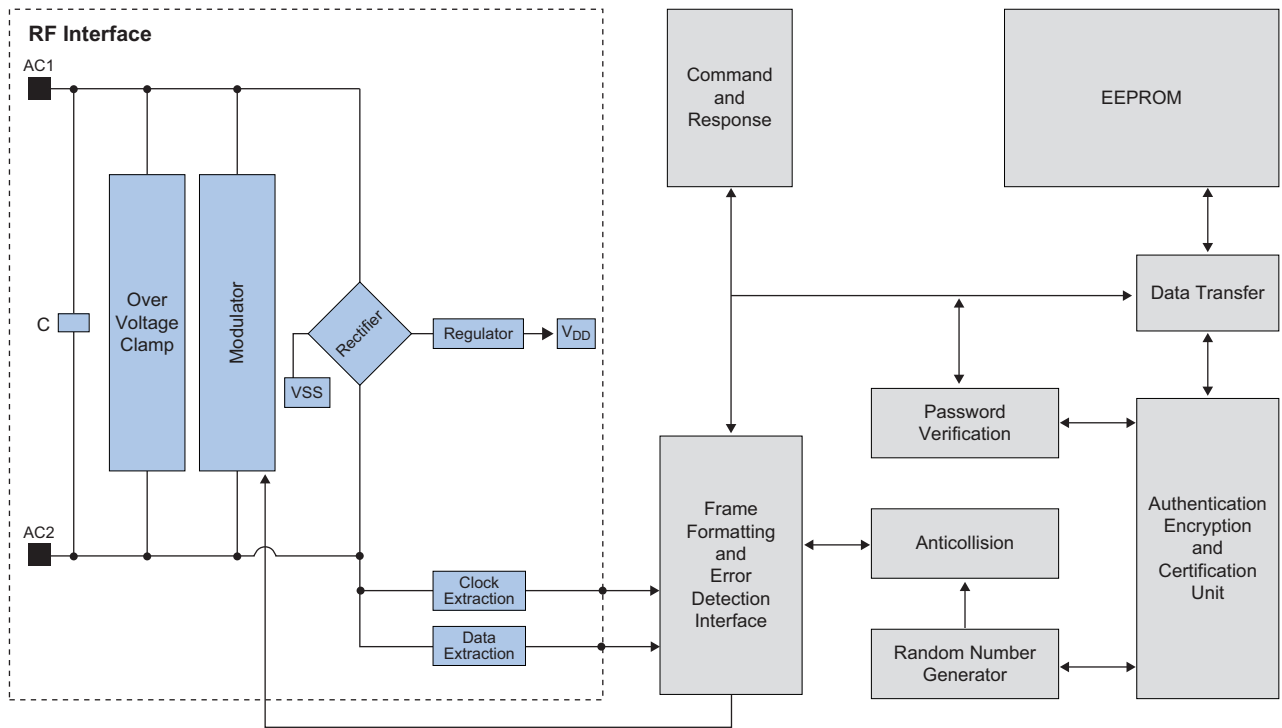 RF Interface
AC1
C
Over
Voltage
Clamp
Modulator
Rectifier
VSS
Regulator
VDD
AC2
Clock
Extraction
Data
Extraction
Command
and
Response
EEPROM
Data Transfer
Password
Verification
Frame
Formatting
and
Error
Detection
Interface
Anticollision
Random Number
Generator
Authentication
Encryption
and
Certification
Unit